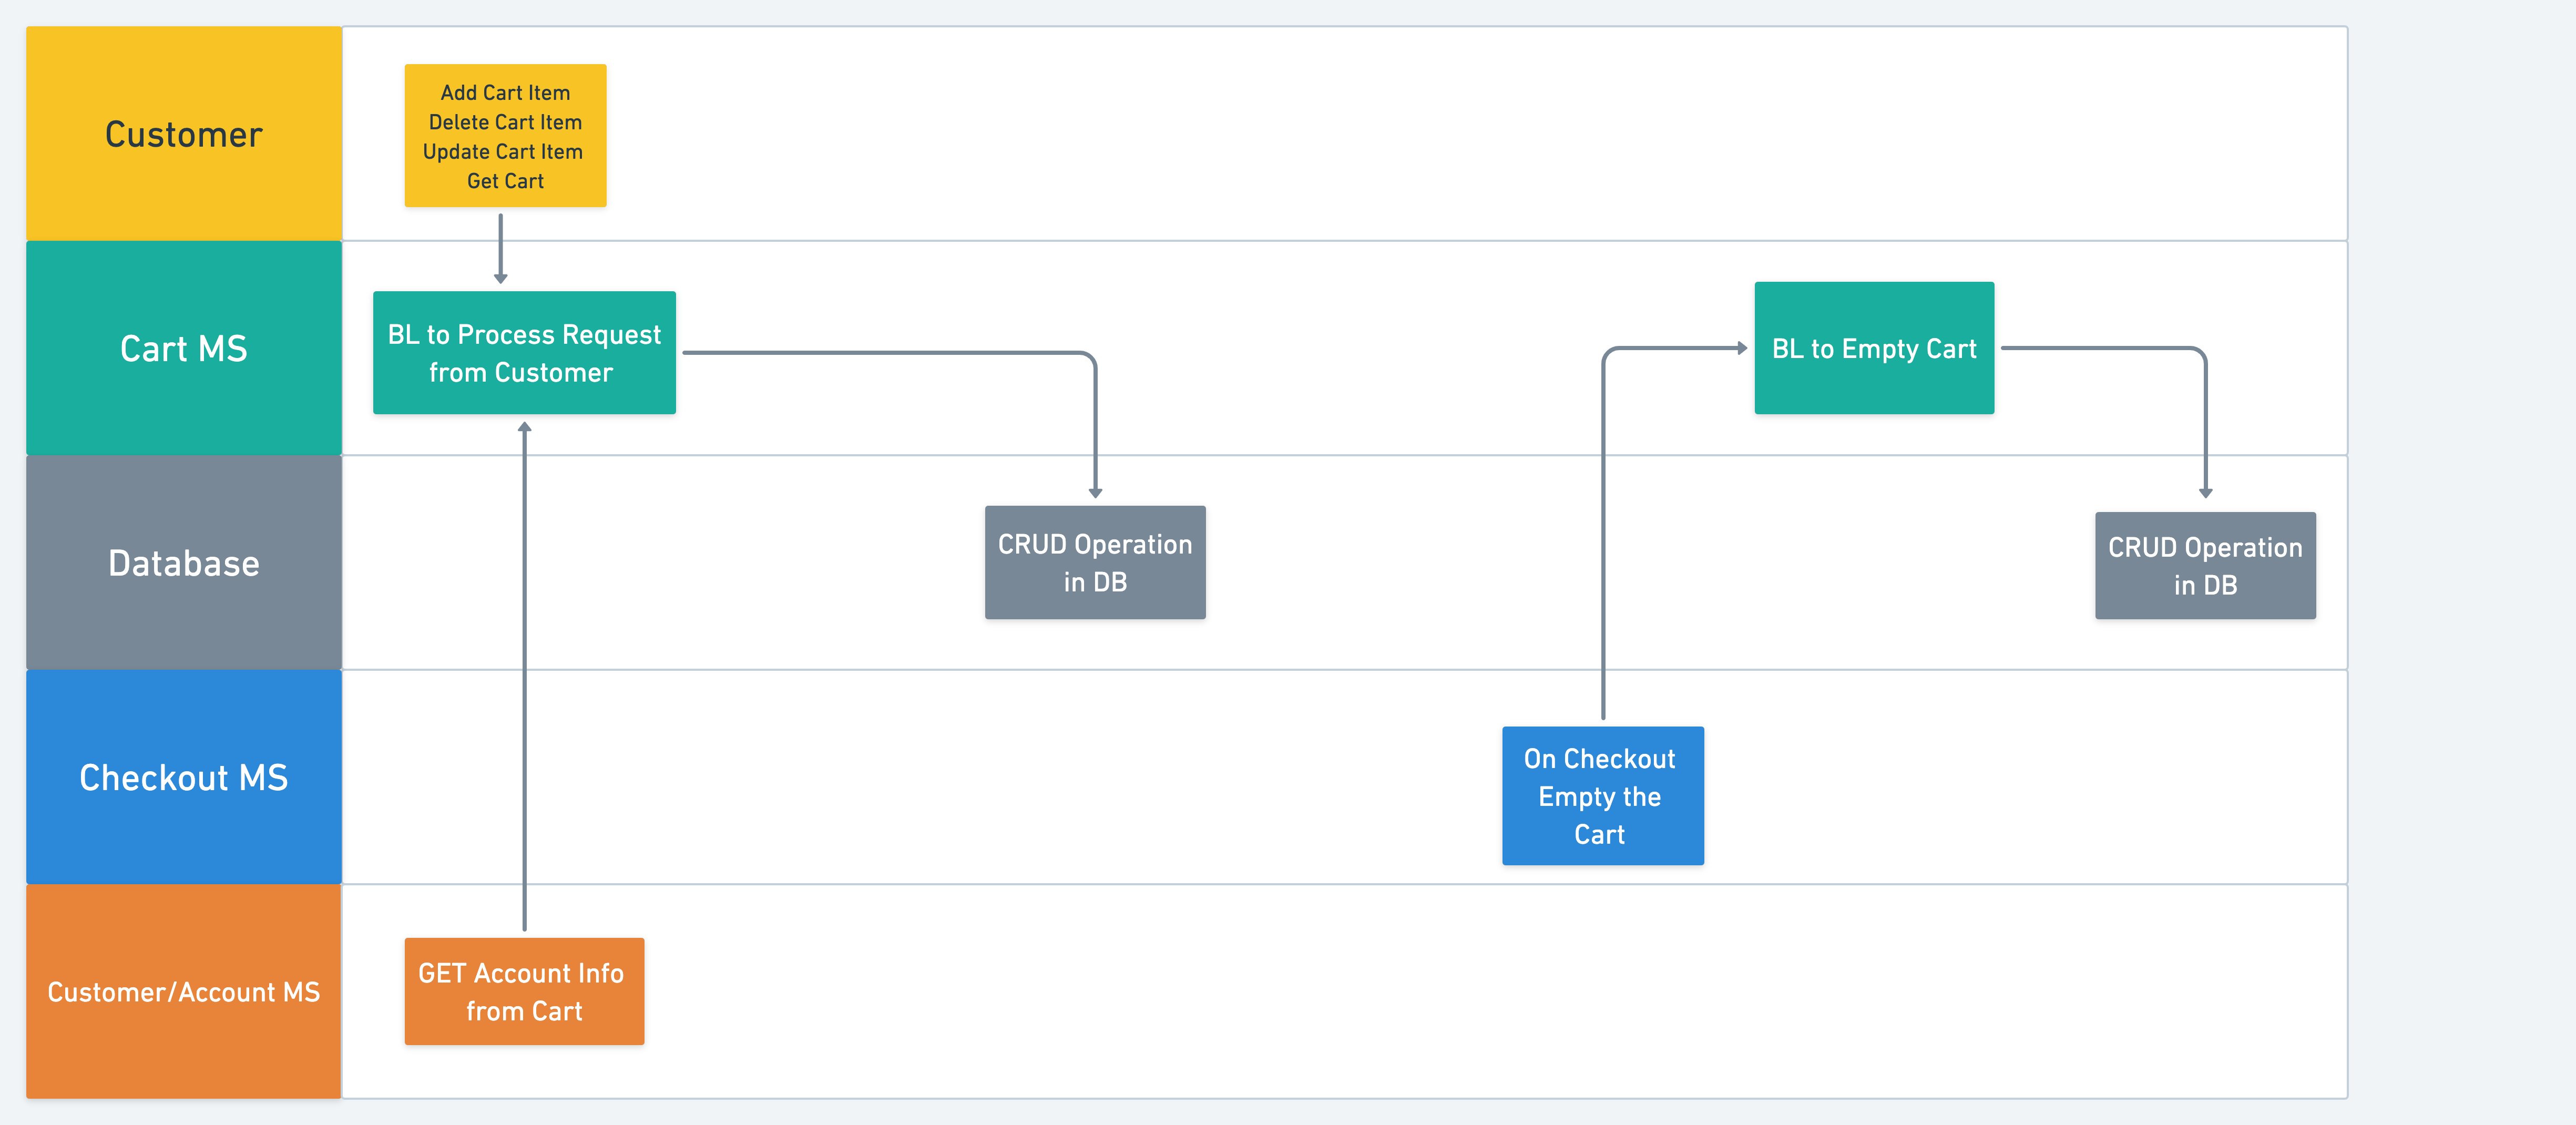 Customer
Add Cart Item
Delete Cart Item
Update Cart Item
Get Cart
Cart MS
BL to Process Request
from Customer
BL to Empty Cart
Database
CRUD Operation
in DB
CRUD Operation
in DB
Checkout MS
On Checkout
Empty the
Cart
Customer/Account MS
GET Account Info
from Cart